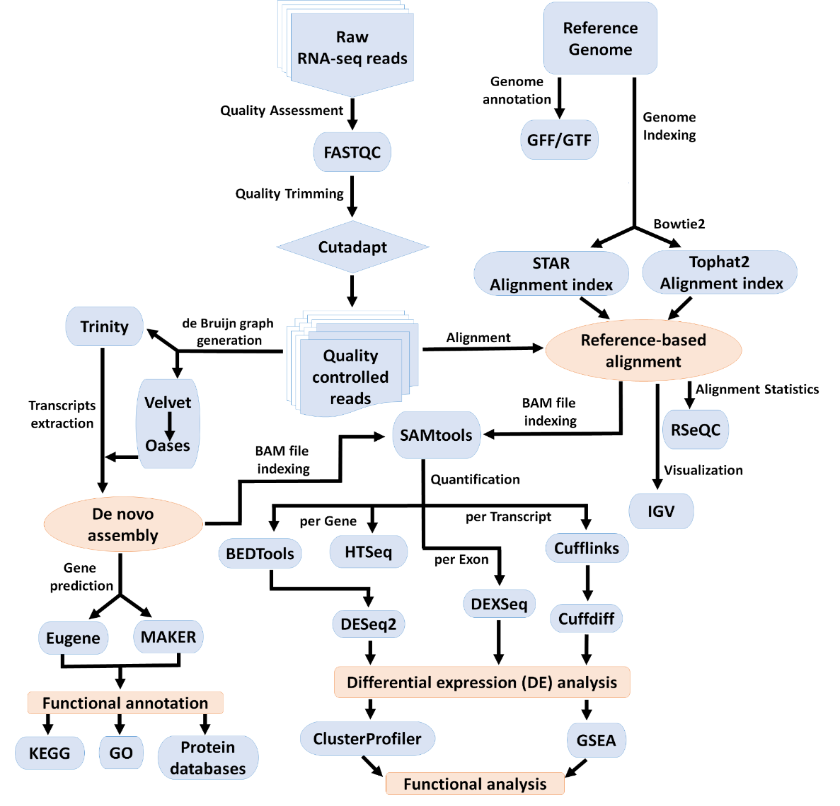 Raw
RNA-seq reads
Reference
Genome
Quality Assessment
Genome
annotation
Genome
Indexing
FASTQC
GFF/GTF
Quality Trimming
Bowtie2
Cutadapt
STAR
Alignment index
Tophat2
Alignment index
Trinity
de Bruijn graph
generation
Quality
controlled
reads
Alignment
Reference-based
alignment
Transcripts
extraction
Velvet
Oases
BAM file
indexing
SAMtools
BAM file
indexing
Alignment Statistics
RSeQC
Visualization
IGV
De novo
assembly
Quantification
per Gene
per Transcript
per Exon
BEDTools
HTSeq
Cufflinks
Gene
prediction
DEXSeq
DESeq2
Cuffdiff
Eugene
MAKER
Differential expression (DE) analysis
Functional annotation
KEGG
GO
Protein
databases
ClusterProfiler
GSEA
Functional analysis